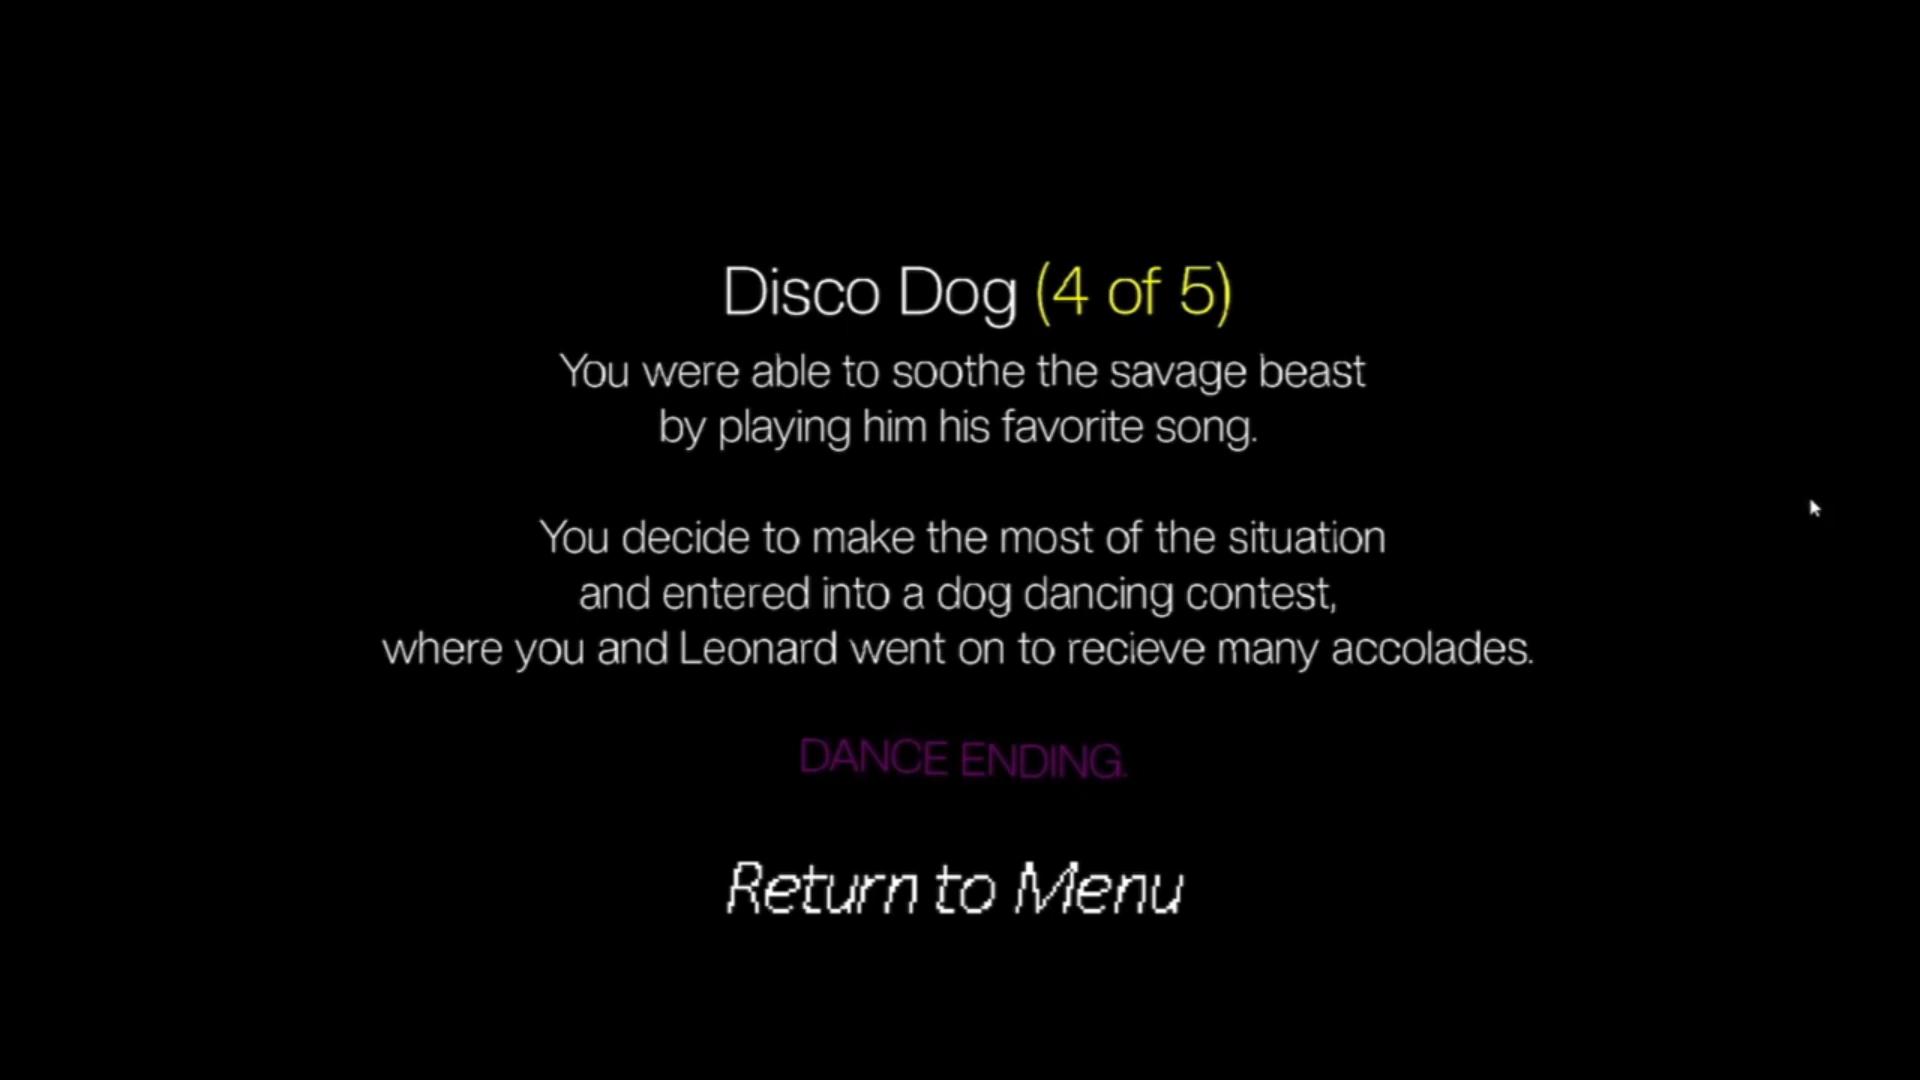 Disco Dog (4 of 5)
You were able to soothe the savage beast
by playing him his favorite song.
You decide to make the most of the situation
and entered into a dog dancing contest,
where you and Leonard went on to recieve many accolades.
DANCE ENDING.
Return to Menu